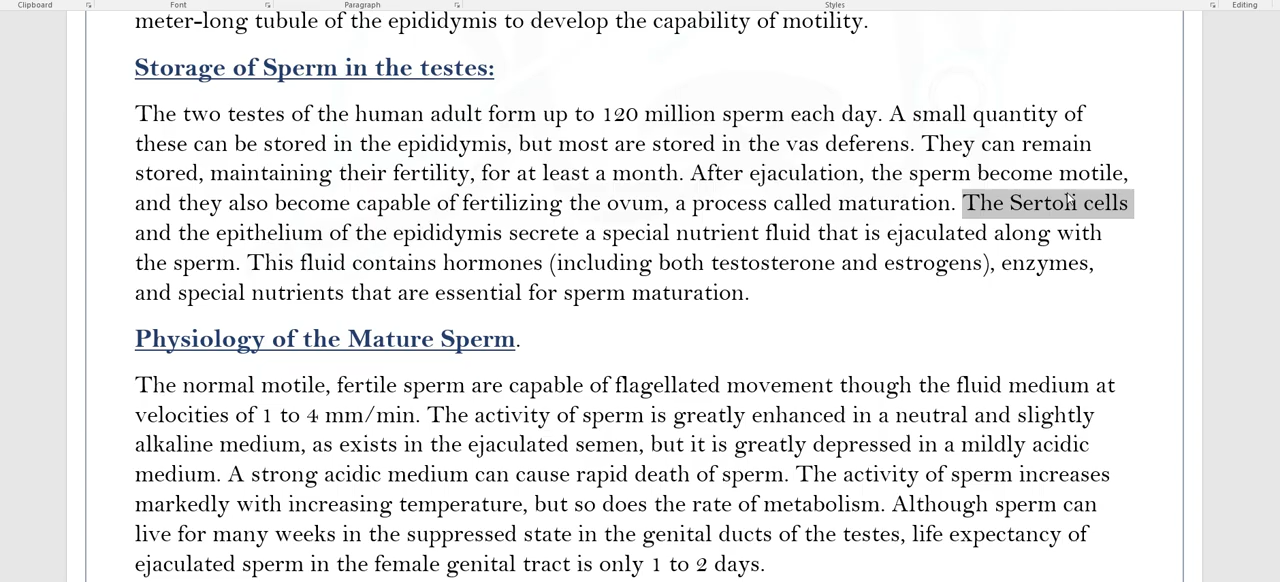 Clipboard
Font
Paragraph
Styles
Editing
meter-long tubule of the epididymis to develop the capability of motility.
Storage of Sperm in the testes:
The two testes of the human adult form up to 120 million sperm each day. A small quantity of
these can be stored in the epididymis, but most are stored in the vas deferens. They can remain
stored, maintaining their fertility, for at least a month. After ejaculation, the sperm become motile,
and they also become capable of fertilizing the ovum, a process called maturation. The Sertoli cells
and the epithelium of the epididymis secrete a special nutrient fluid that is ejaculated along with
the sperm. This fluid contains hormones (including both testosterone and estrogens), enzymes,
and special nutrients that are essential for sperm maturation.
Physiology of the Mature Sperm.
The normal motile, fertile sperm are capable of flagellated movement though the fluid medium at
velocities of 1 to 4 mm/min. The activity of sperm is greatly enhanced in a neutral and slightly
alkaline medium, as exists in the ejaculated semen, but it is greatly depressed in a mildly acidic
medium. A strong acidic medium can cause rapid death of sperm. The activity of sperm increases
markedly with increasing temperature, but so does the rate of metabolism. Although sperm can
live for many weeks in the suppressed state in the genital ducts of the testes, life expectancy of
ejaculated sperm in the female genital tract is only 1 to 2 days.